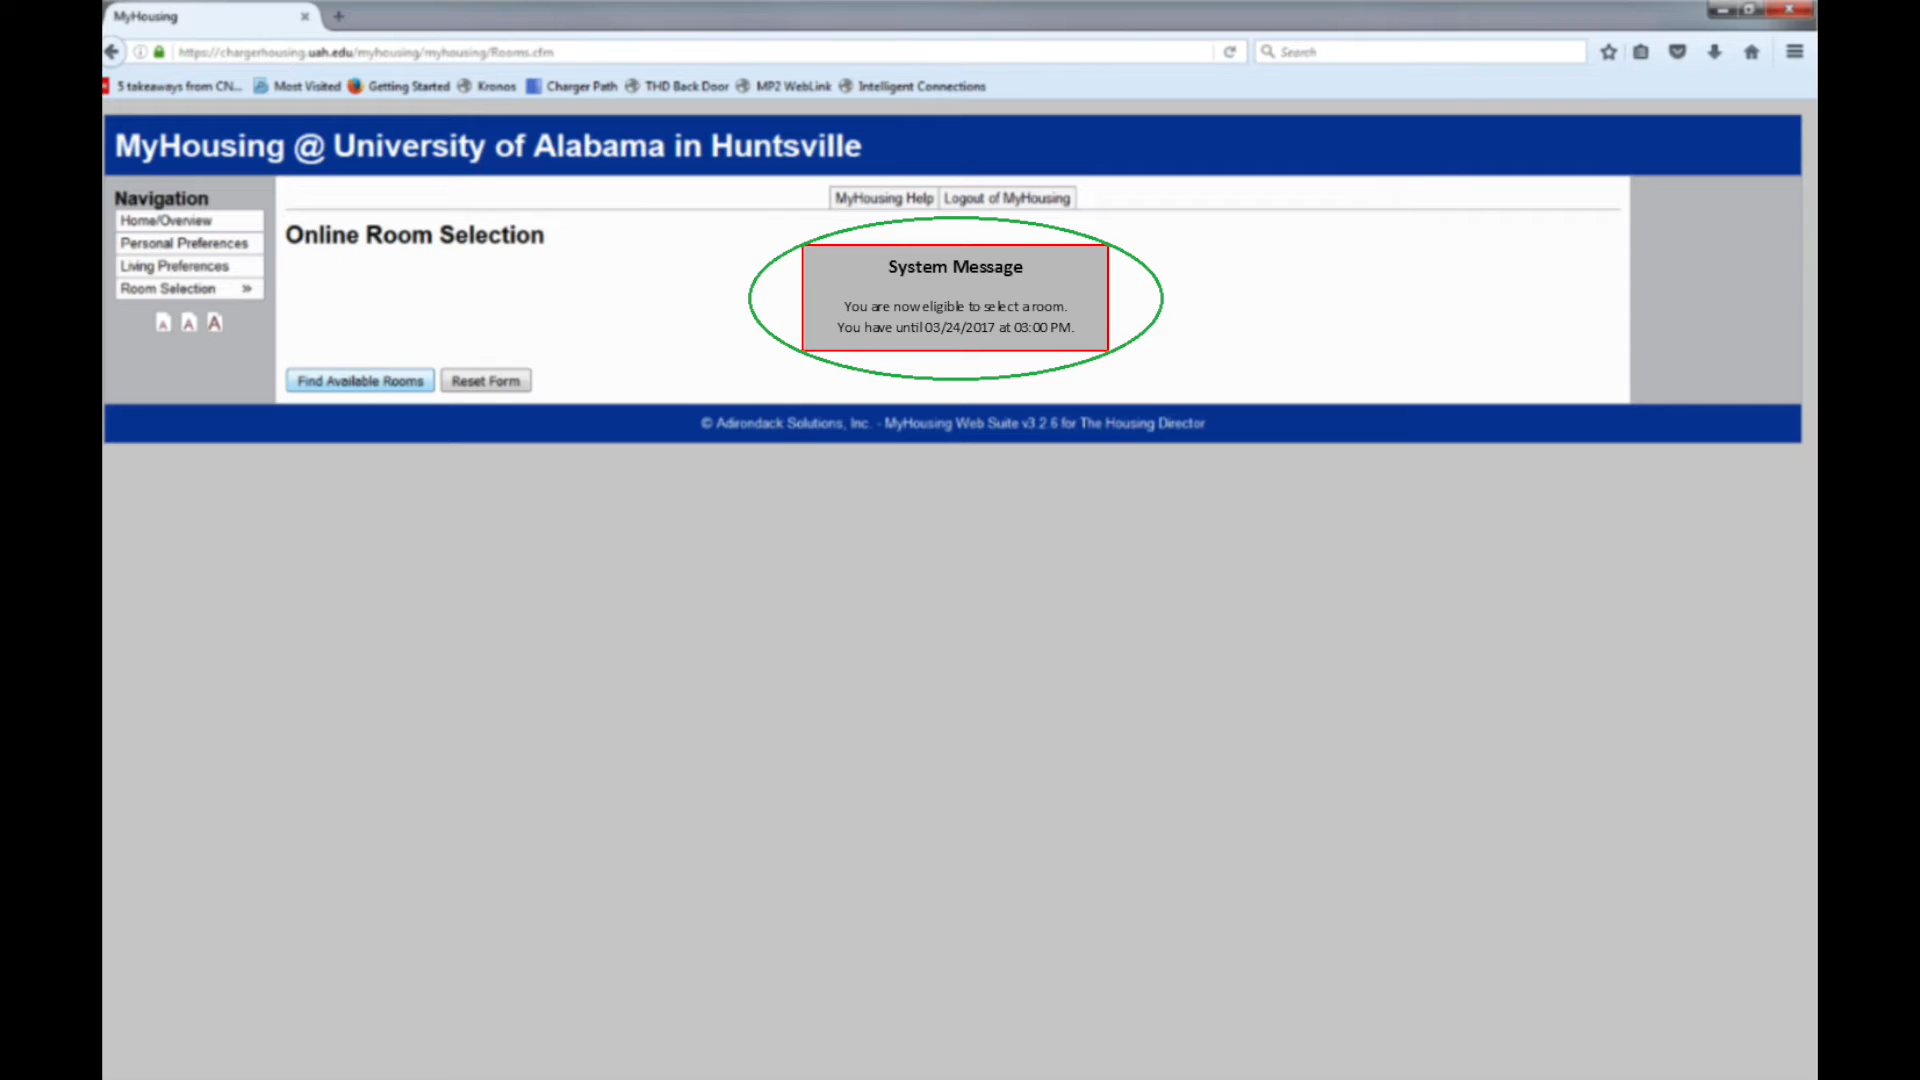 MyHousing
https://chargerhousing.uah.edu/myhousing/myhousing/Rooms.cfm
Search
5 takeaways from CN... Most Visited Getting Started Kronos Charger Path THD Back Door MP2 WebLink Intelligent Connections
MyHousing @ University of Alabama in Huntsville
Navigation
Home/Overview
Personal Preferences
Living Preferences
Room Selection »
A A A
MyHousing Help Logout of MyHousing
Online Room Selection
System Message
You are now eligible to select a room.
You have until 03/24/2017 at 03:00 PM.
Find Available Rooms Reset Form
© Adirondack Solutions, Inc. - MyHousing Web Suite v3.2.6 for The Housing Director